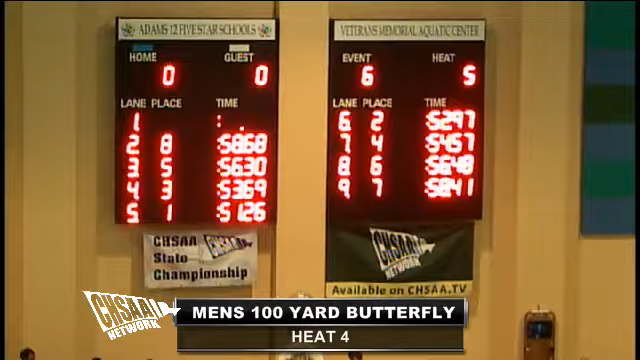 ADAMS 12 FIVE STAR SCHOOLS
HOME GUEST
0 0
LANE PLACE TIME
1 : .
2 8 :58.68
3 5 :56.30
4 3 :53.69
5 1 :51.26
VETERANS MEMORIAL AQUATIC CENTER
EVENT HEAT
6 5
LANE PLACE TIME
6 2 :52.97
7 4 :54.57
8 6 :56.48
9 7 :58.41
CHSAA
State
Championship
CHSAA
NETWORK
Available on CHSAA.TV
CHSAA
NETWORK
MENS 100 YARD BUTTERFLY
HEAT 4